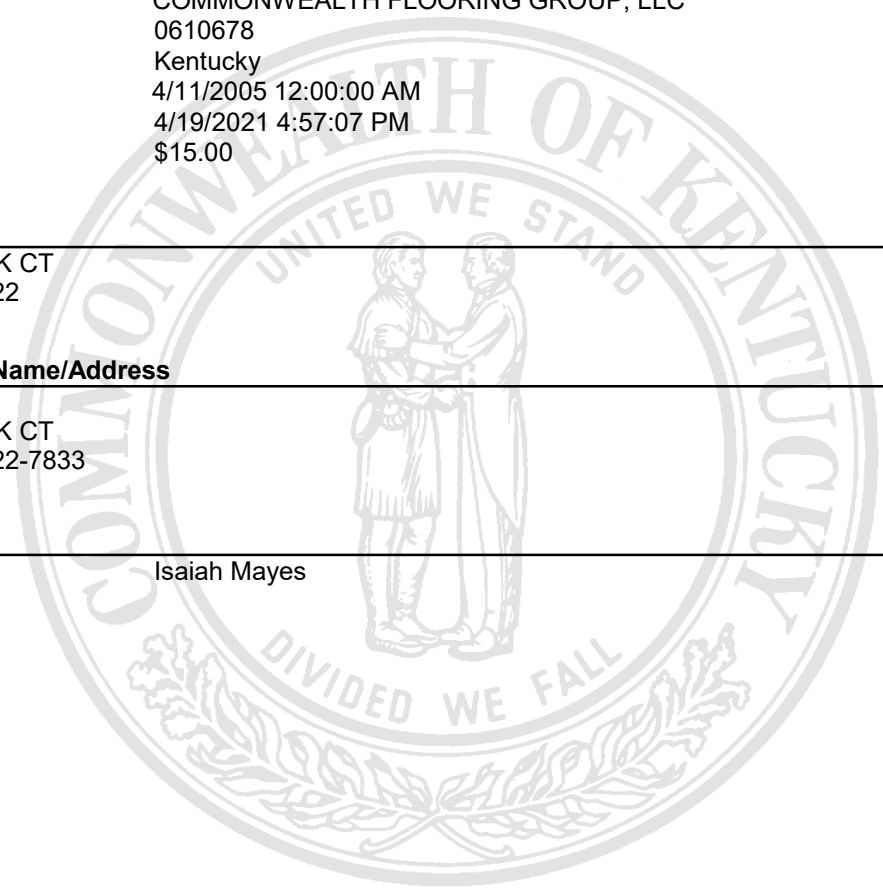 COMMONWEALTH FLOORING GROUP, LLC
0610678
Kentucky
4/11/2005 12:00:00 AM
4/19/2021 4:57:07 PM
$15.00
K CT
22
Name/Address
K CT
22-7833
Isaiah Mayes
COMMONWEALTH OF KENTUCKY
UNITED WE STAND
DIVIDED WE FALL